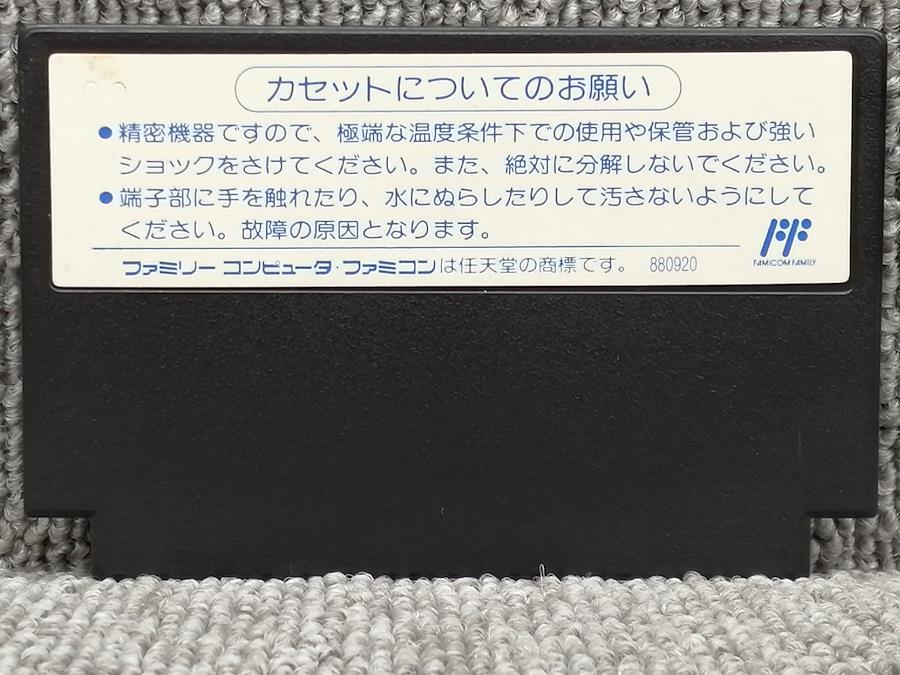 カセットについてのお願い
●精密機器ですので、極端な温度条件下での使用や保管および強い
ショックをさけてください。また、絶対に分解しないでください。
●端子部に手を触れたり、水にぬらしたりして汚さないようにして
ください。故障の原因となります。
ファミリー コンピュータ・ファミコンは任天堂の商標です。 880920
FAMICOM FAMILY